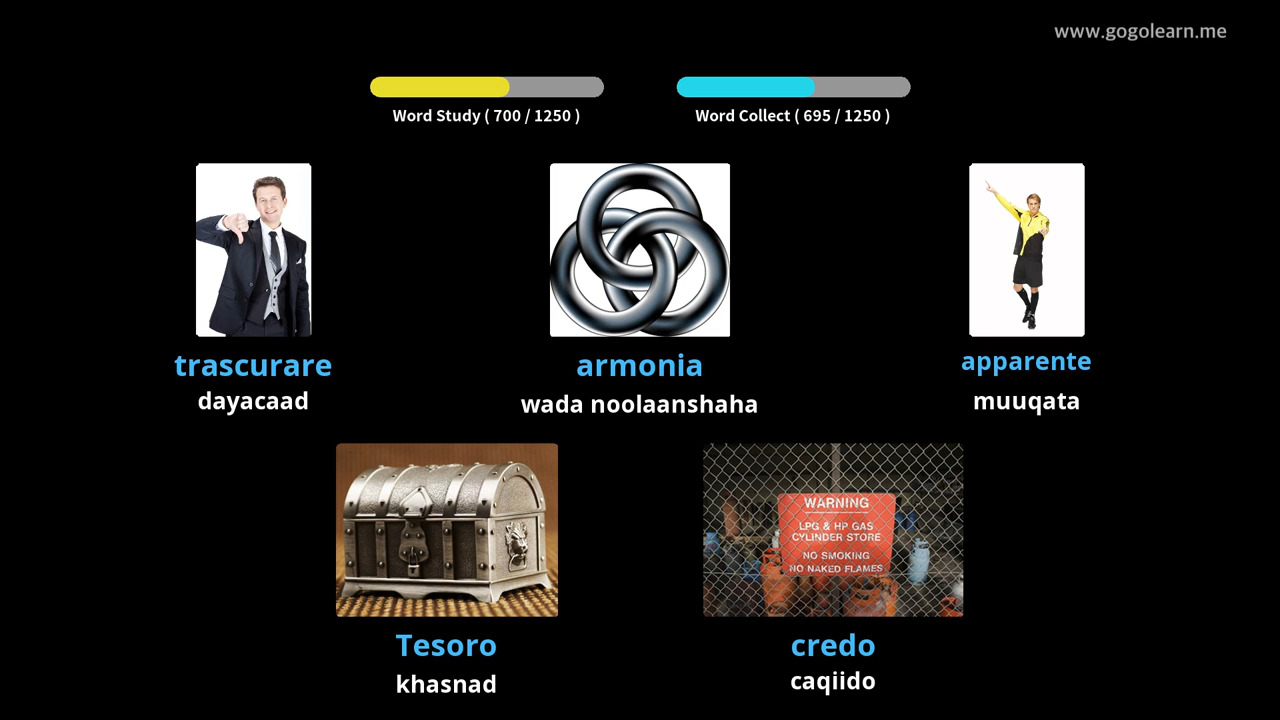 www.gogolearn.me
Word Study ( 700 / 1250 )
Word Collect ( 695 / 1250 )
trascurare
dayacaad
armonia
wada noolaanshaha
apparente
muuqata
WARNING
LPG & HP GAS
CYLINDER STORE
NO SMOKING
NO NAKED FLAMES
Tesoro
khasnad
credo
caqiido